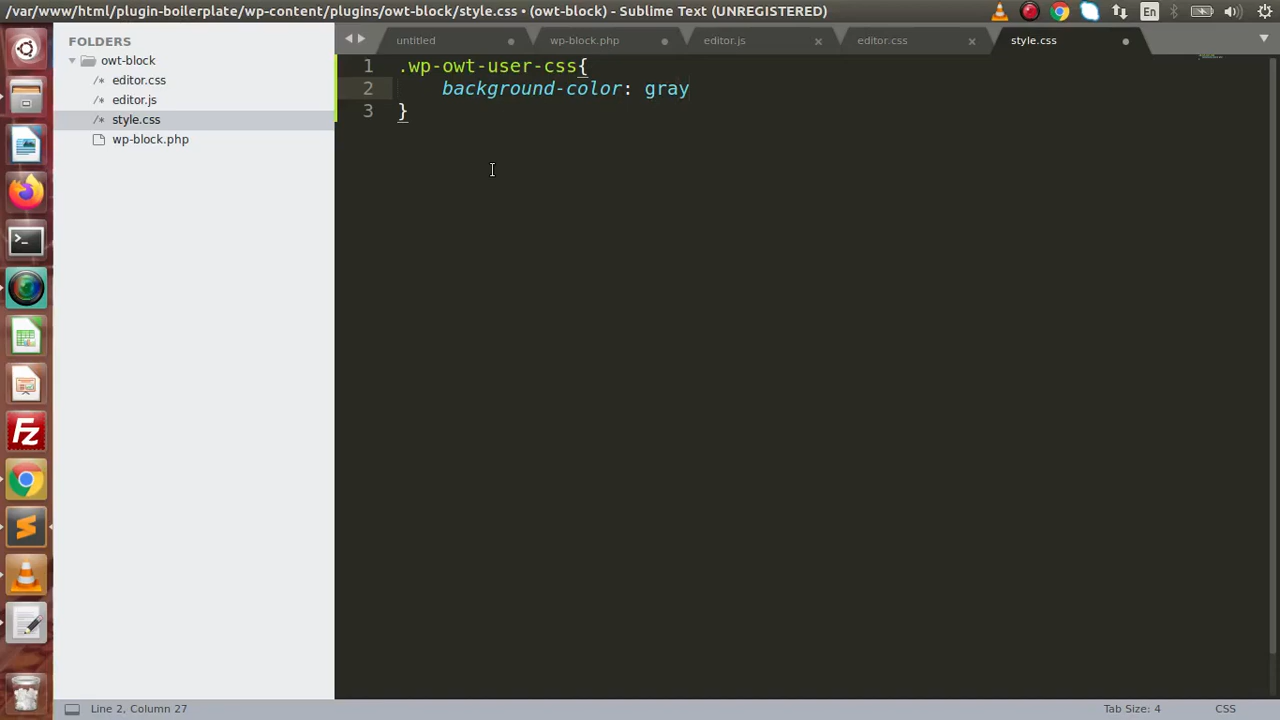 /var/www/html/plugin-boilerplate/wp-content/plugins/owt-block/style.css • (owt-block) - Sublime Text (UNREGISTERED)
En
FOLDERS
owt-block
/* editor.css
/* editor.js
/* style.css
wp-block.php
untitled
wp-block.php
editor.js
editor.css
style.css
1 .wp-owt-user-css{
2 background-color: gray
3 }
Line 2, Column 27
Tab Size: 4
CSS